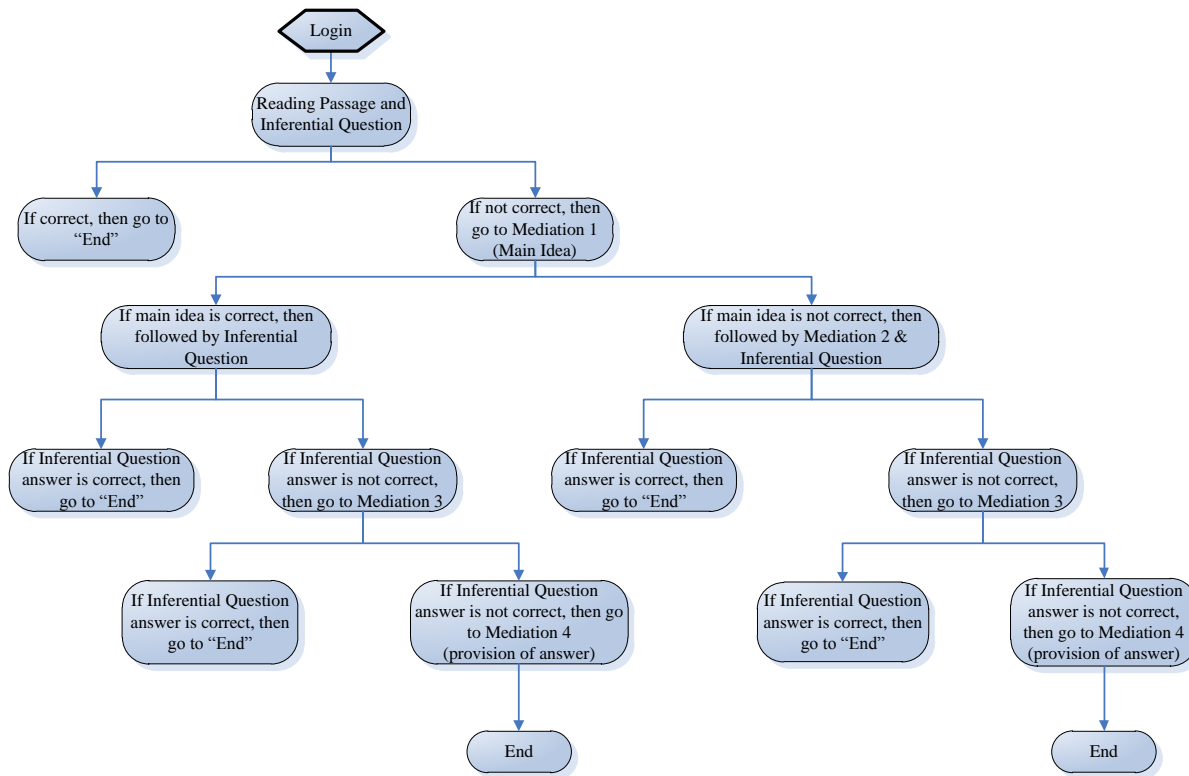 Login
Reading Passage and
Inferential Question
If correct, then go to
“End”
If not correct, then
go to Mediation 1
(Main Idea)
If main idea is correct, then
followed by Inferential
Question
If main idea is not correct, then
followed by Mediation 2 &
Inferential Question
If Inferential Question
answer is correct, then
go to “End”
If Inferential Question
answer is not correct,
then go to Mediation 3
If Inferential Question
answer is correct, then
go to “End”
If Inferential Question
answer is not correct,
then go to Mediation 3
If Inferential Question
answer is correct, then
go to “End”
If Inferential Question
answer is not correct, then go
to Mediation 4
(provision of answer)
If Inferential Question
answer is correct, then
go to “End”
If Inferential Question
answer is not correct,
then go to Mediation 4
(provision of answer)
End
End